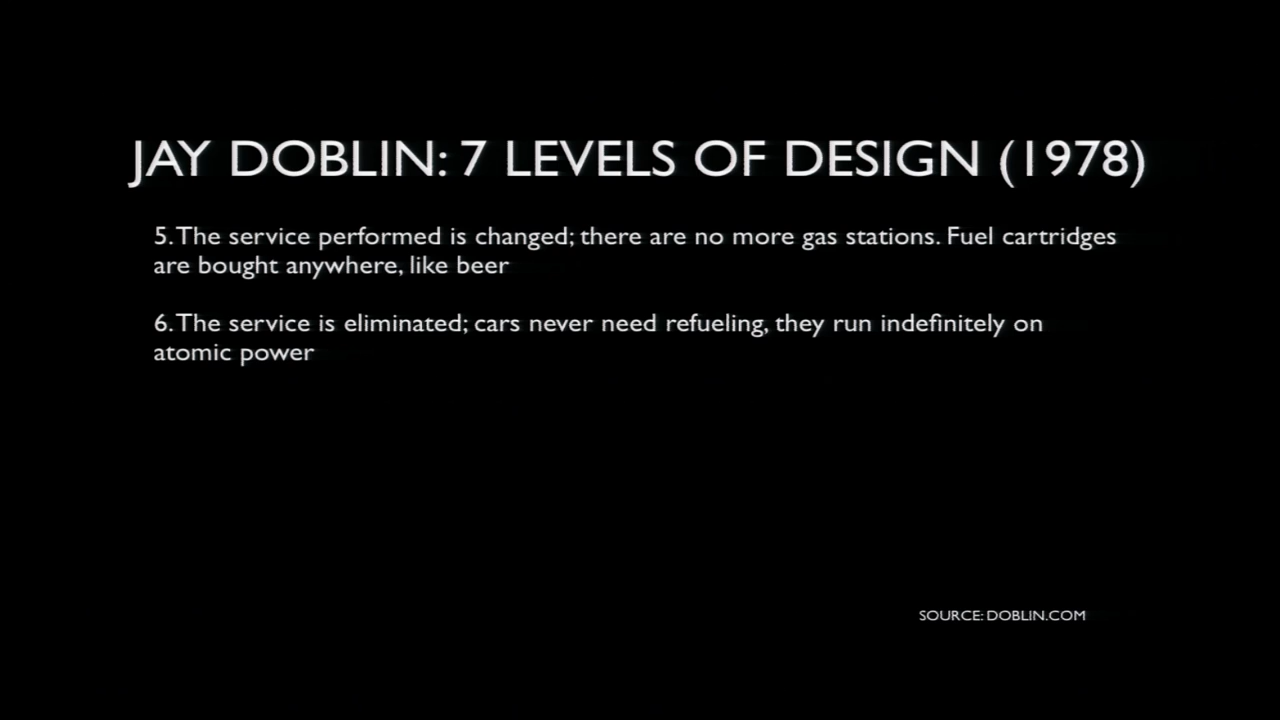 JAY DOBLIN: 7 LEVELS OF DESIGN (1978)
5. The service performed is changed; there are no more gas stations. Fuel cartridges
are bought anywhere, like beer
6. The service is eliminated; cars never need refueling, they run indefinitely on
atomic power
SOURCE: DOBLIN.COM